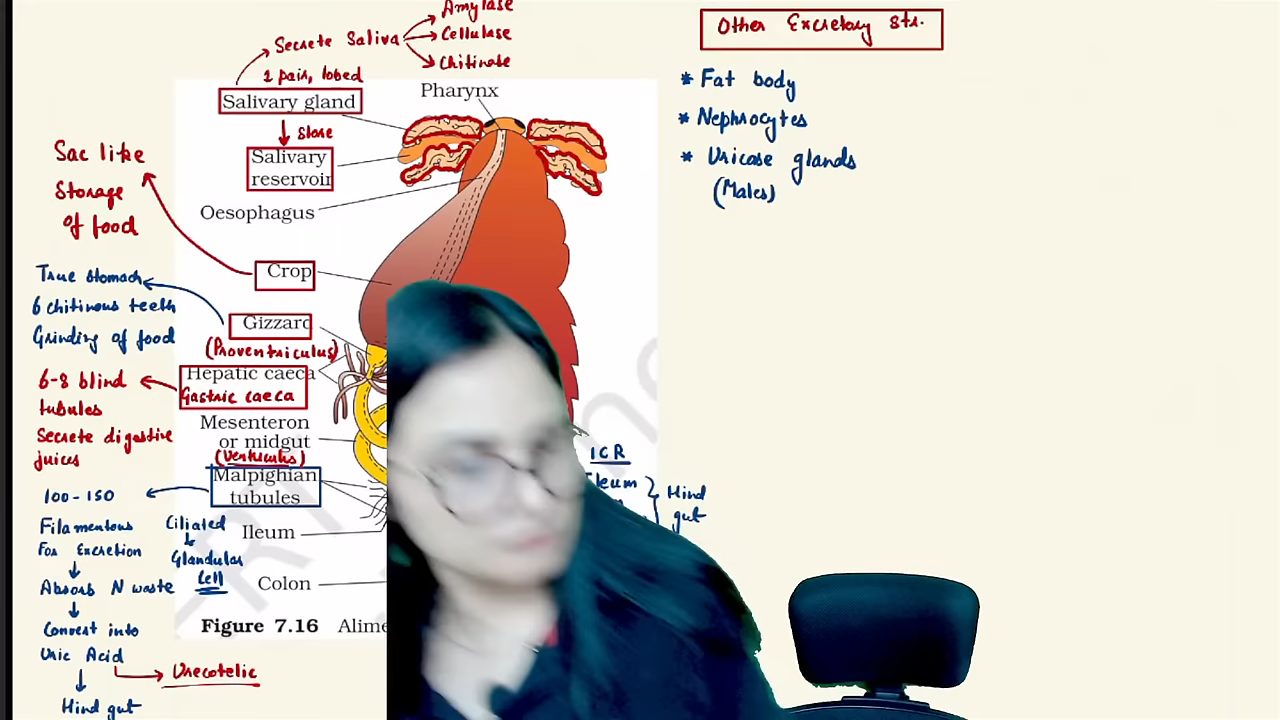 Amylase
Secrete Saliva
Cellulase
Chitinase
1 pair, lobed
Salivary gland
store
Salivary
reservoir
Pharynx
Oesophagus
Sac like
Storage
of food
Crop
True stomach
6 chitinous teeth
Grinding of food
Gizzard
(Proventriculus)
Hepatic caeca
Gastric caeca
6-8 blind
tubules
Secrete digestive
juices
Mesenteron
or midgut
(Ventriculus)
Malpighian
tubules
100-150
Filamentous
For Excretion
Absorb N waste
Convert into
Uric Acid
Uricotelic
Hind gut
Ciliated
Glandular
Cell
Ileum
Colon
Figure 7.16 Alime
ICR
Ileum
Hind
gut
Other Excretory Str.
* Fat body
* Nephrocytes
* Uricose glands
(Males)